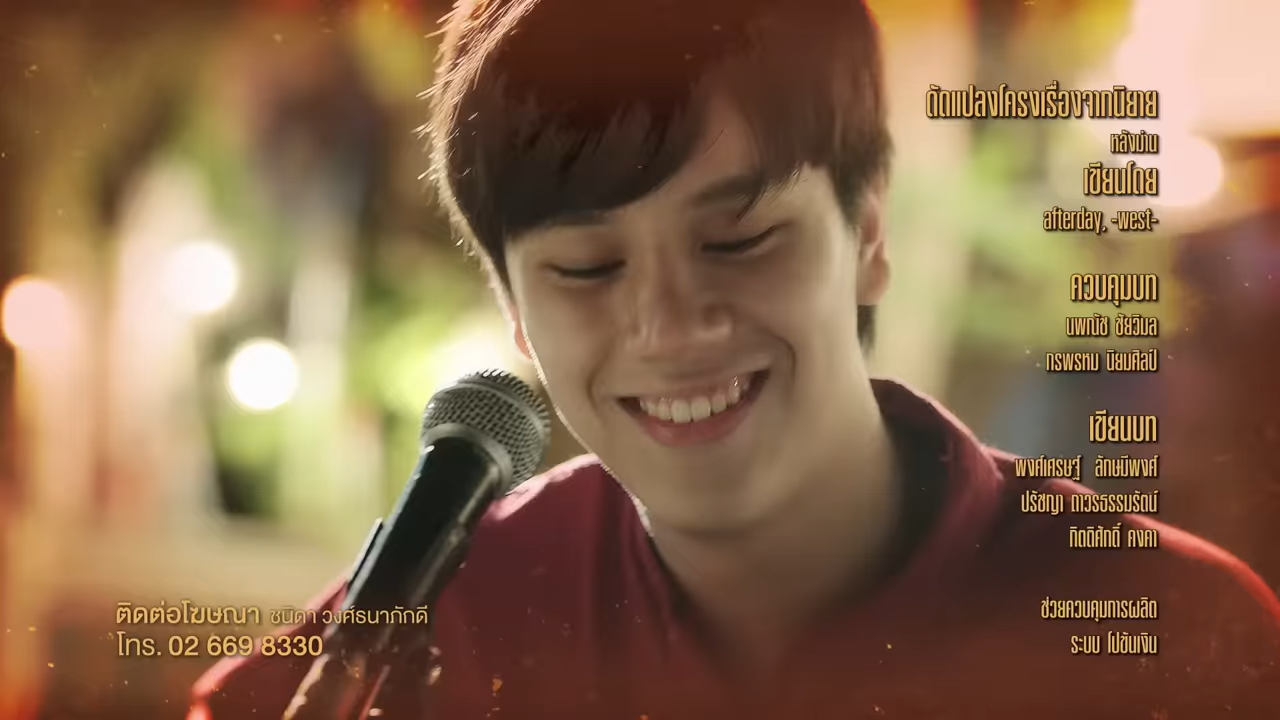 ดัดแปลงโครงเรื่องจากนิยาย
หลังม่าน
เขียนโดย
afterday, -west-
ควบคุมบท
นพณัช ชัยวิมล
กรพรหม นิยมศิลป์
เขียนบท
พงศ์เศรษฐ์ ลักษมีพงศ์
ปรัชญา ถาวรธรรมรัตน์
กิตติศักดิ์ คงคา
ช่วยควบคุมการผลิต
ระบบ โปชันเงิน
ติดต่อโฆษณา ชนิดา วงศ์ธนาภักดี
โทร. 02 669 8330